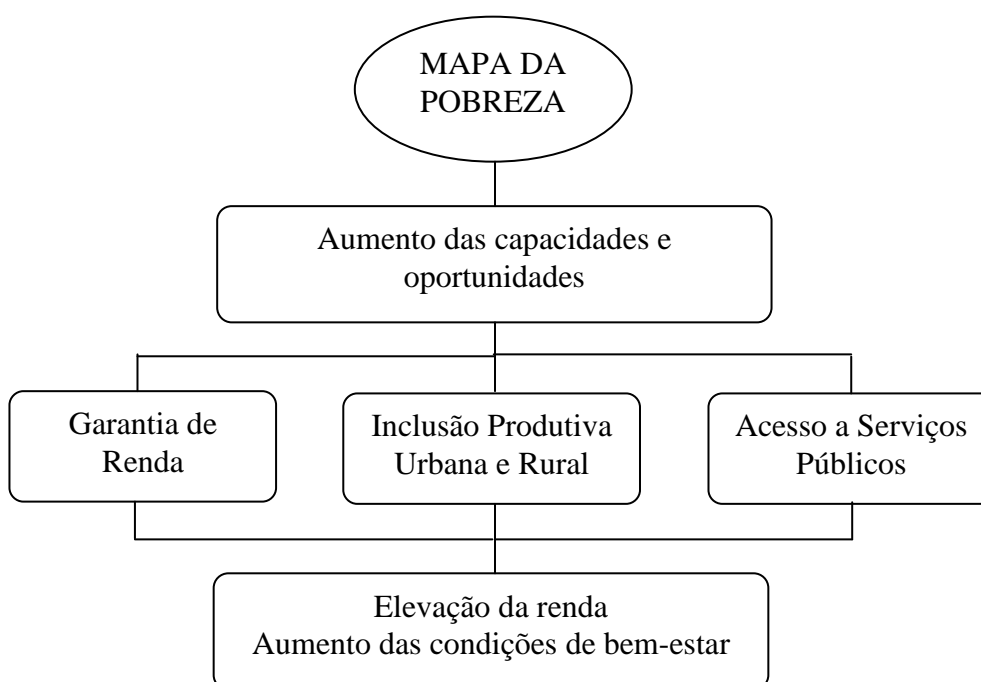 MAPA DA
POBREZA
Aumento das capacidades e
oportunidades
Garantia de
Renda
Inclusão Produtiva
Urbana e Rural
Acesso a Serviços
Públicos
Elevação da renda
Aumento das condições de bem-estar